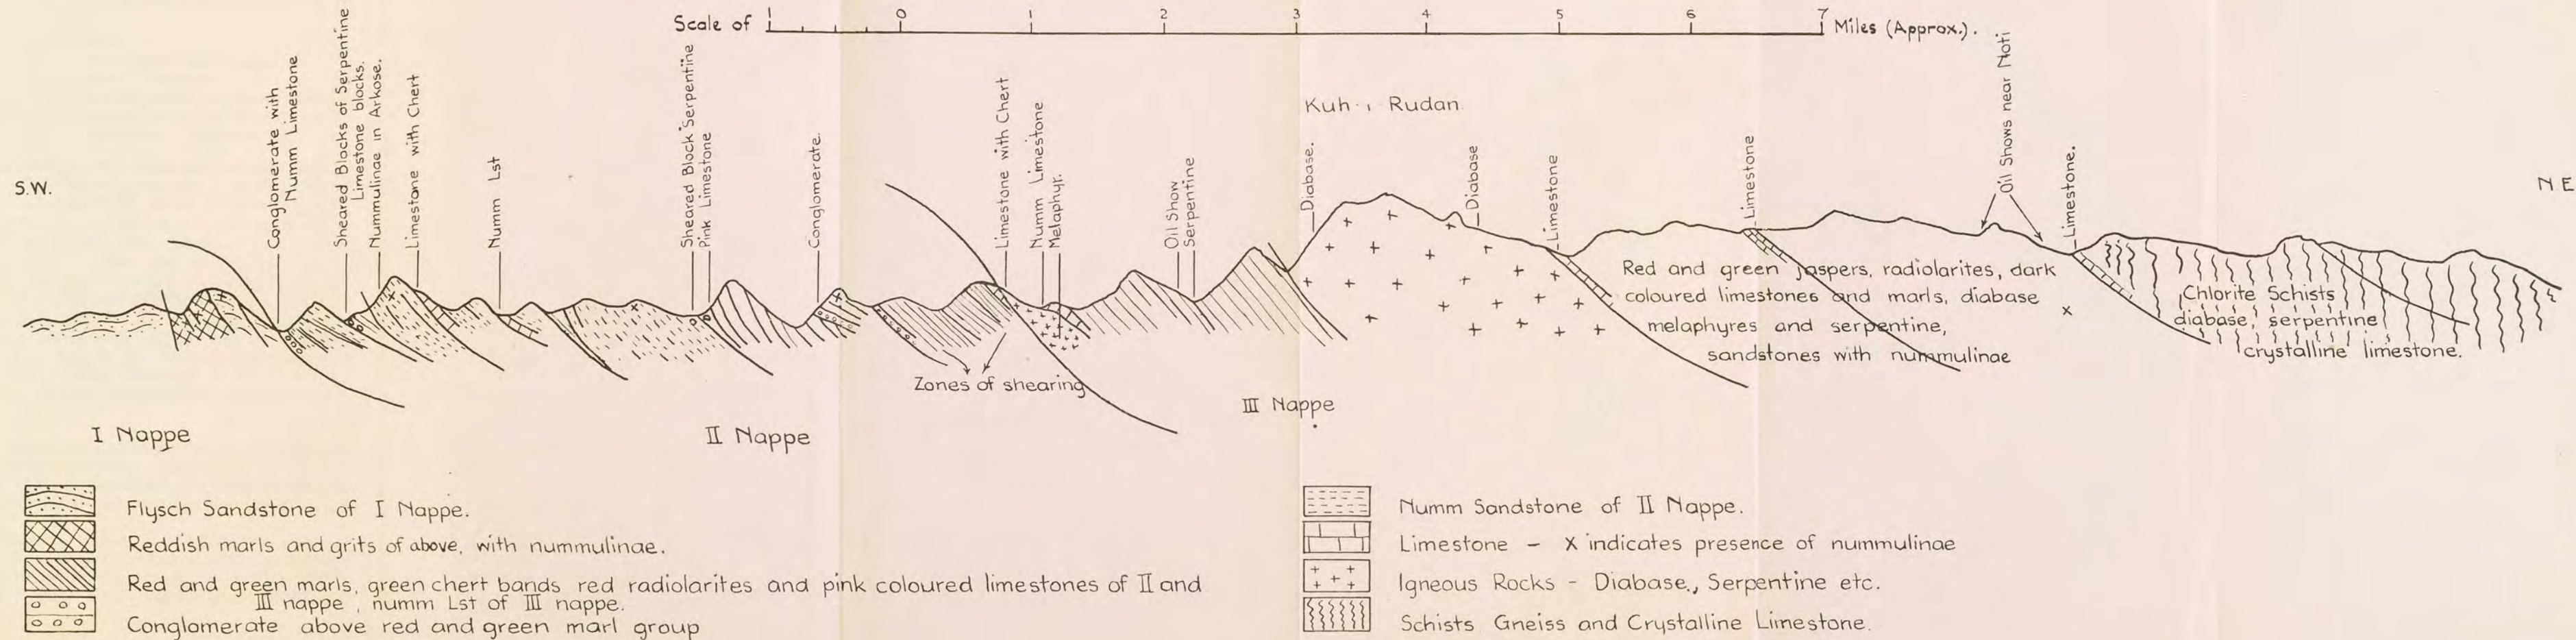 Scale of 1 0 1 2 3 4 5 6 7 Miles (Approx.).
S.W.
N E
Conglomerate with
Numm Limestone
Sheared Blocks of Serpentine
Limestone blocks.
Nummulinae in Arkose.
Limestone with Chert
Numm Lst
Sheared Block Serpentine
Pink Limestone
Conglomerate.
Limestone with Chert
Numm Limestone
Melaphyr.
Oil Show
Serpentine
Kuh-i Rudan
Diabase.
Diabase
Limestone
Limestone
Oil Shows near Moti
Limestone.
Red and green jaspers, radiolarites, dark
coloured limestones and marls, diabase
melaphyres and serpentine,
sandstones with nummulinae
x
Chlorite Schists
diabase, serpentine
crystalline limestone.
Zones of shearing
I Nappe
II Nappe
III Nappe
Flysch Sandstone of I Nappe.
Reddish marls and grits of above, with nummulinae.
Red and green marls, green chert bands red radiolarites and pink coloured limestones of II and
III nappe, numm Lst of III nappe.
Conglomerate above red and green marl group
Numm Sandstone of II Nappe.
Limestone - X indicates presence of nummulinae
Igneous Rocks - Diabase., Serpentine etc.
Schists Gneiss and Crystalline Limestone.